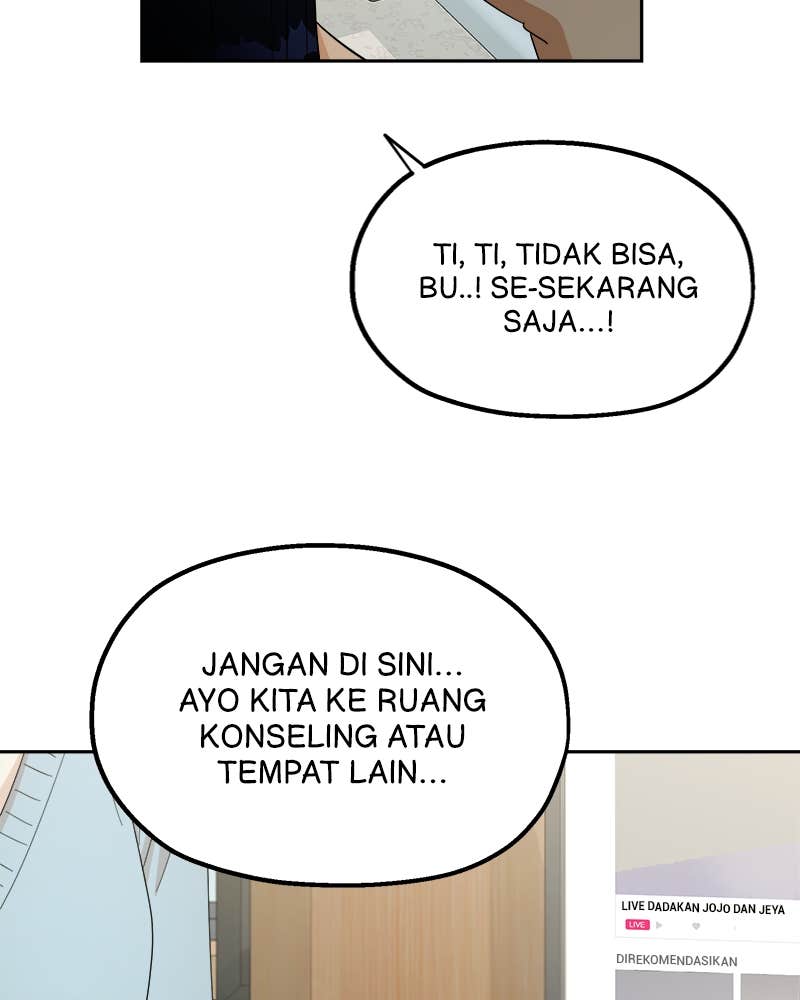 TI, TI, TIDAK BISA,
BU..! SE-SEKARANG
SAJA...!
JANGAN DI SINI...
AYO KITA KE RUANG
KONSELING ATAU
TEMPAT LAIN...
LIVE DADAKAN JOJO DAN JEYA
LIVE
DIREKOMENDASIKAN